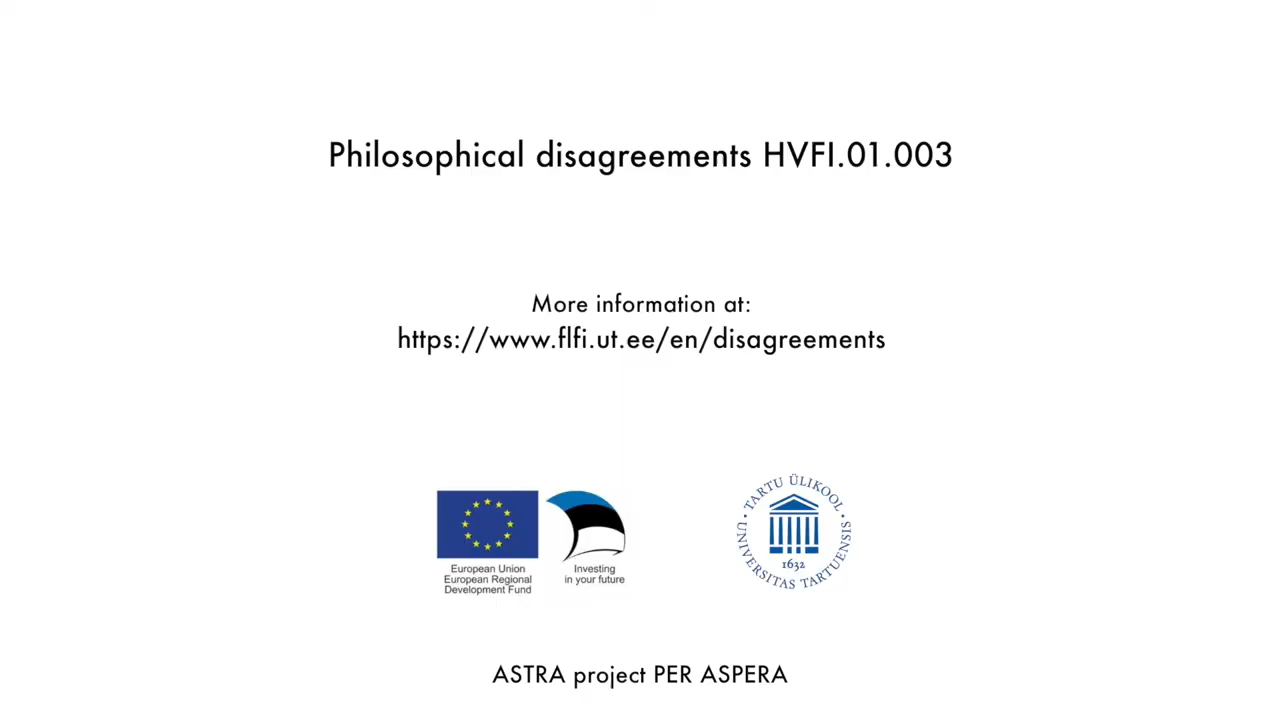 Philosophical disagreements HVFI.01.003
More information at:
https://www.flfi.ut.ee/en/disagreements
European Union
European Regional
Development Fund
Investing
in your future
TARTU ÜLIKOOL
UNIVERSITAS TARTUENSIS
1632
ASTRA project PER ASPERA